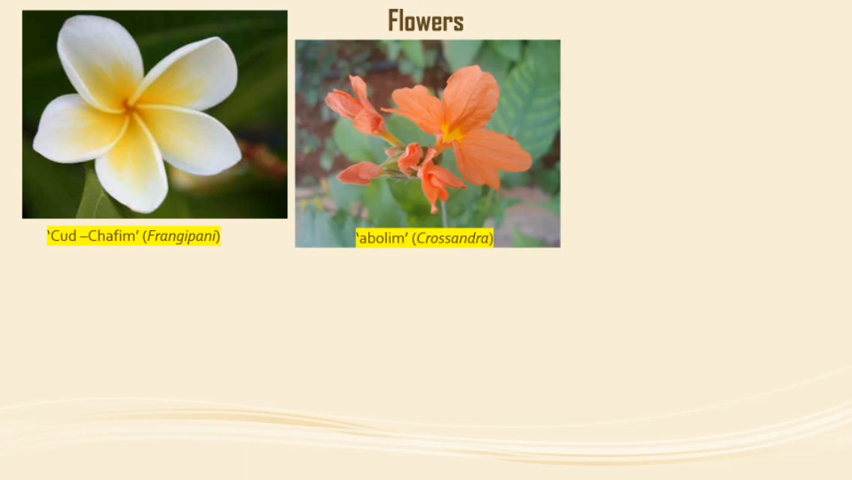 Flowers
‘Cud –Chafim’ (Frangipani)
‘abolim’ (Crossandra)